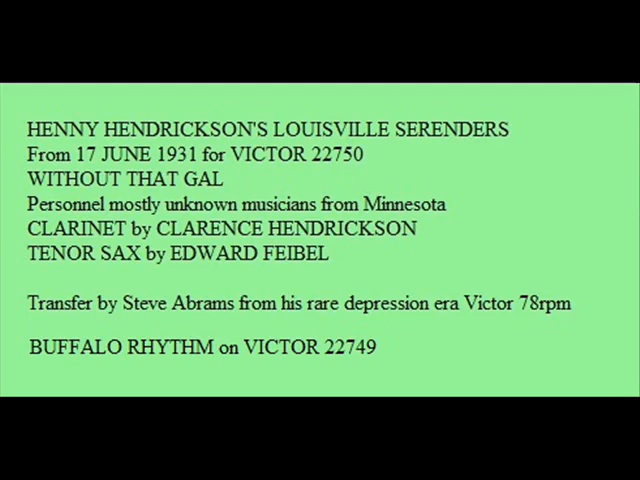 HENNY HENDRICKSON'S LOUISVILLE SERENDERS
From 17 JUNE 1931 for VICTOR 22750
WITHOUT THAT GAL
Personnel mostly unknown musicians from Minnesota
CLARINET by CLARENCE HENDRICKSON
TENOR SAX by EDWARD FEIBEL
Transfer by Steve Abrams from his rare depression era Victor 78rpm
BUFFALO RHYTHM on VICTOR 22749